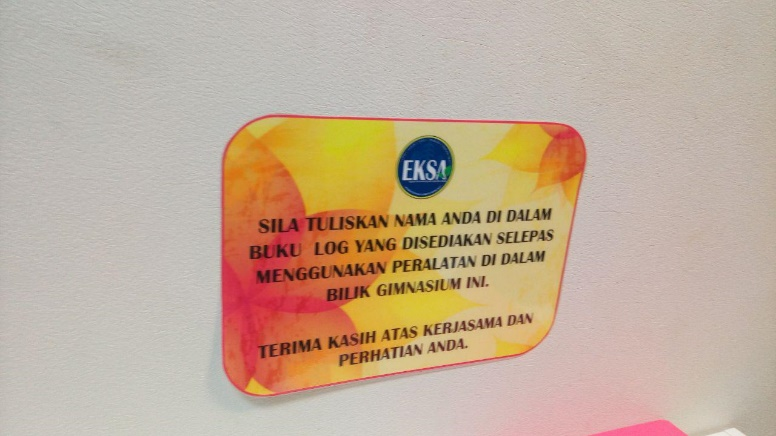 EKSA
SILA TULISKAN NAMA ANDA DI DALAM
BUKU LOG YANG DISEDIAKAN SELEPAS
MENGGUNAKAN PERALATAN DI DALAM
BILIK GIMNASIUM INI.
TERIMA KASIH ATAS KERJASAMA DAN
PERHATIAN ANDA.